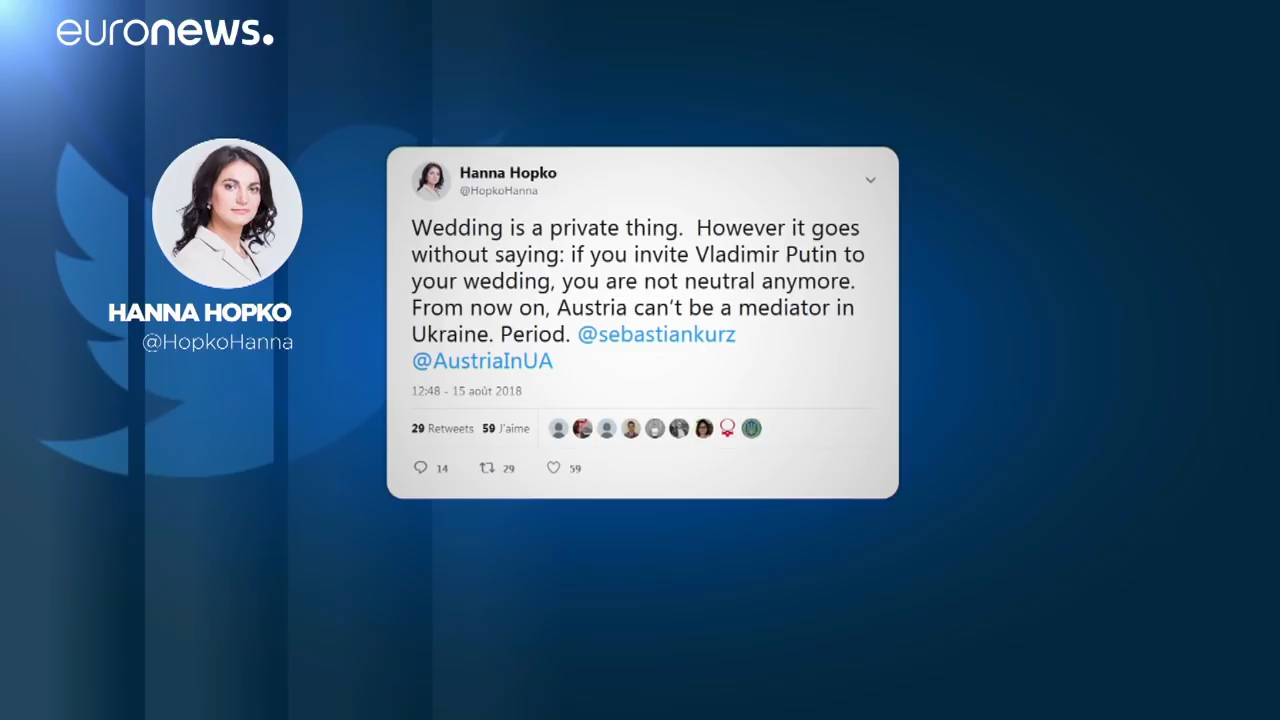 euronews.
HANNA HOPKO
@HopkoHanna
Hanna Hopko
@HopkoHanna
Wedding is a private thing.  However it goes
without saying: if you invite Vladimir Putin to
your wedding, you are not neutral anymore.
From now on, Austria can't be a mediator in
Ukraine. Period. @sebastiankurz
@AustriaInUA
12:48 - 15 août 2018
29 Retweets 59 J'aime
14 29 59